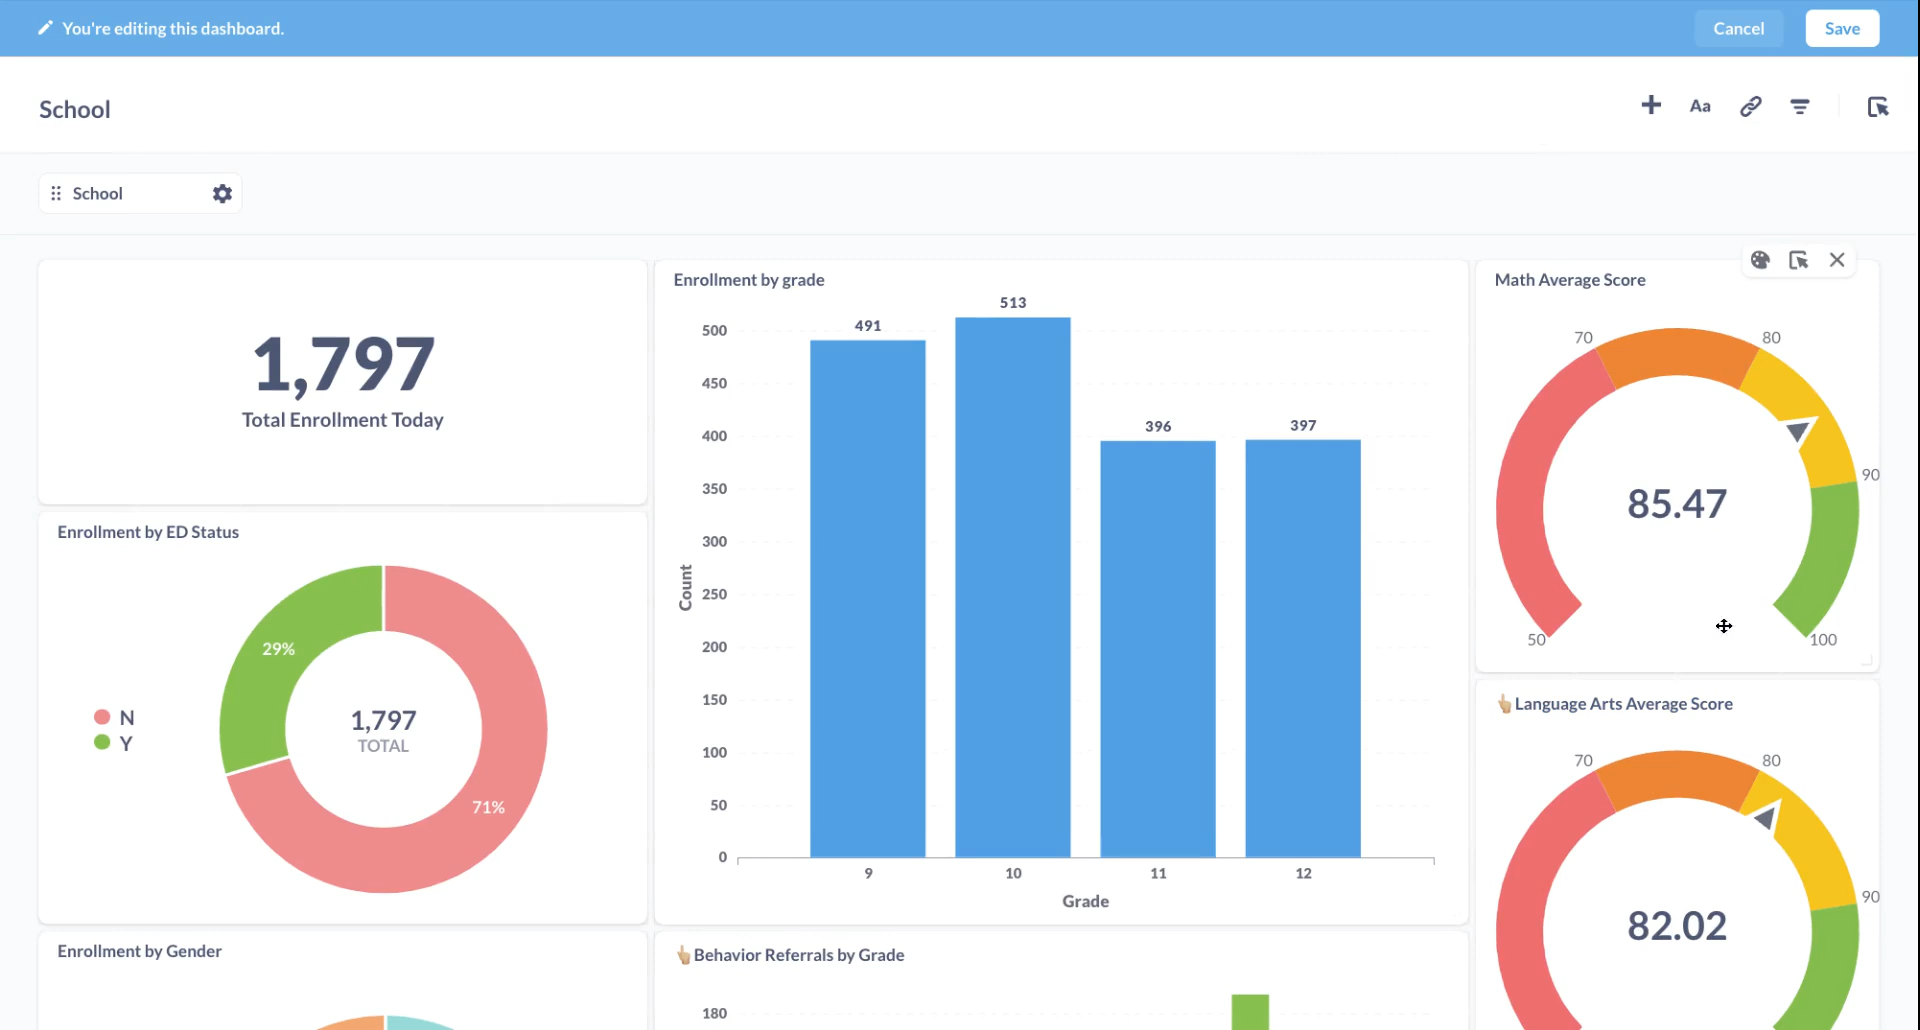 You're editing this dashboard.
Cancel
Save
School
Aa
School
1,797
Total Enrollment Today
Enrollment by ED Status
29%
N
Y
1,797
TOTAL
71%
Enrollment by Gender
Enrollment by grade
500
450
400
350
300
250
200
150
100
50
0
Count
491
513
396
397
9
10
11
12
Grade
Behavior Referrals by Grade
180
Math Average Score
70
80
90
85.47
50
100
Language Arts Average Score
70
80
90
82.02